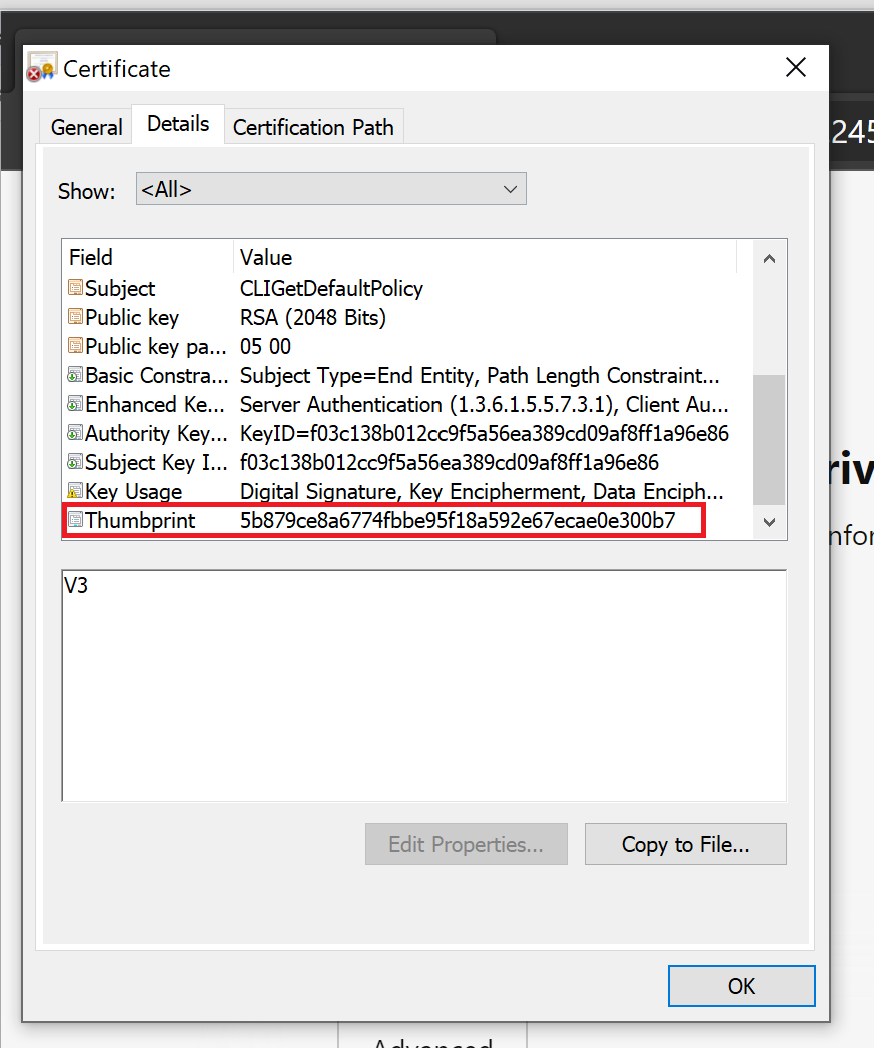 Certificate
245
General Details Certification Path
Show: <All>
Field Value
Subject CLIGetDefaultPolicy
Public key RSA (2048 Bits)
Public key pa... 05 00
Basic Constra... Subject Type=End Entity, Path Length Constraint...
Enhanced Ke... Server Authentication (1.3.6.1.5.5.7.3.1), Client Au...
Authority Key... KeyID=f03c138b012cc9f5a56ea389cd09af8ff1a96e86
Subject Key I... f03c138b012cc9f5a56ea389cd09af8ff1a96e86
Key Usage Digital Signature, Key Encipherment, Data Enciph...
Thumbprint 5b879ce8a6774fbbe95f18a592e67ecae0e300b7
V3
Edit Properties... Copy to File...
OK
Advanced